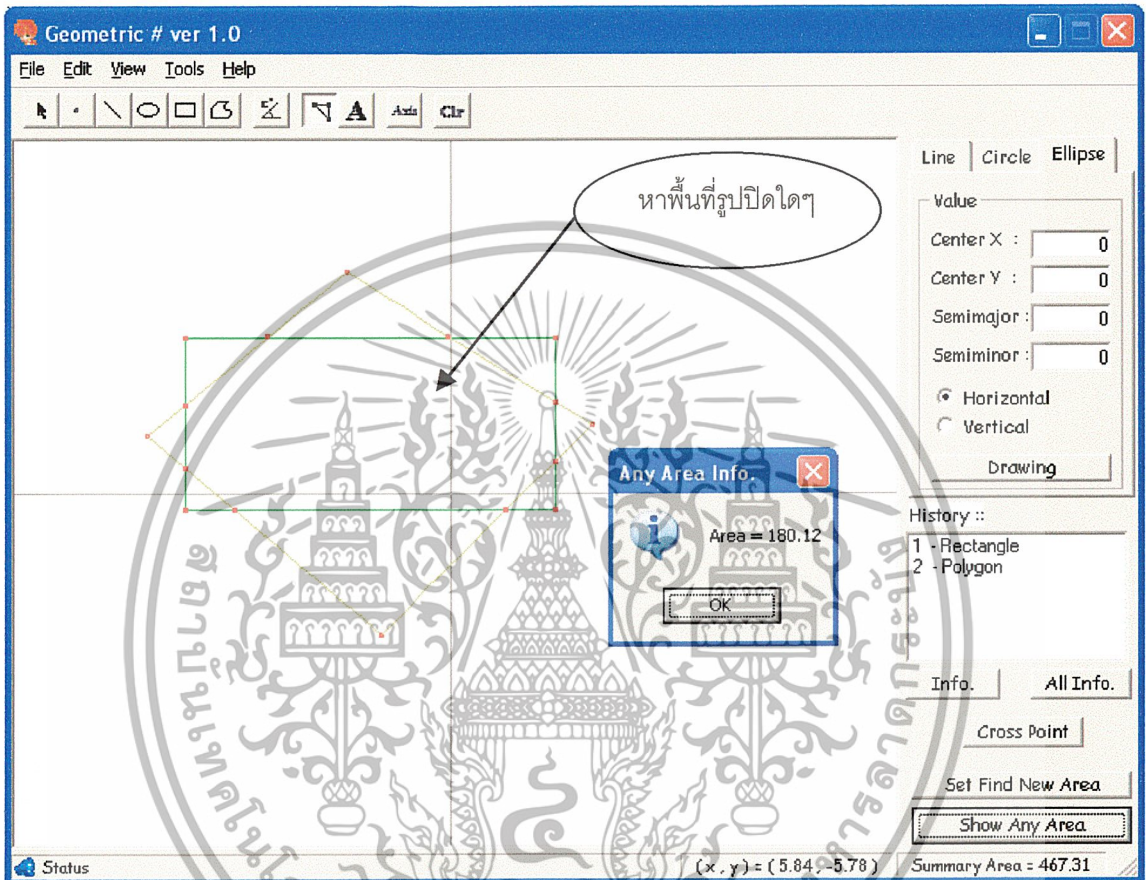 Geometric # ver 1.0
File Edit View Tools Help
A Axis Clr
Line Circle Ellipse
หาพื้นที่รูปปิดใดๆ
Value
Center X : 0
Center Y : 0
Semimajor : 0
Semiminor : 0
Horizontal
Vertical
Drawing
Any Area Info.
Area = 180.12
OK
History ::
1 - Rectangle
2 - Polygon
Info. All Info.
Cross Point
Set Find New Area
Show Any Area
Status (x,y)=(5.84,-5.78) Summary Area = 467.31